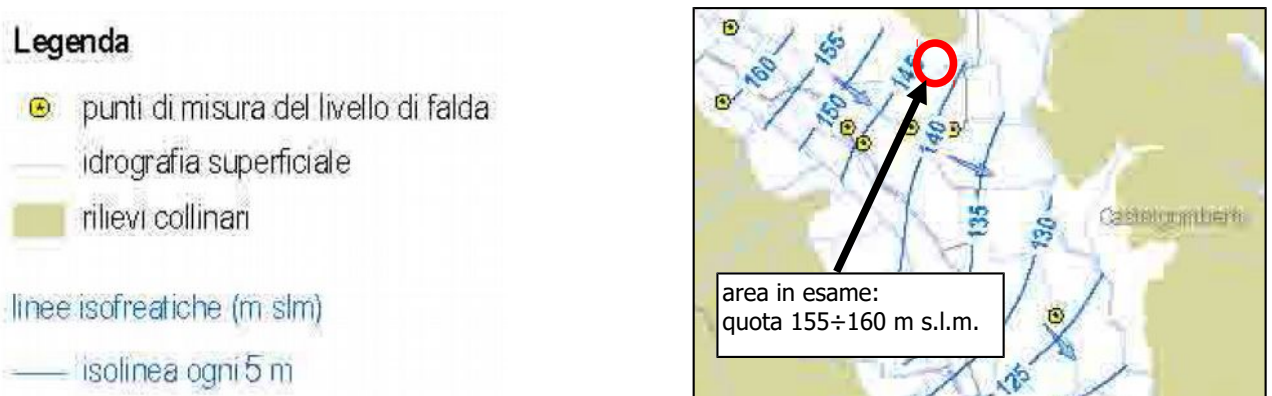 Legenda
punti di misura del livello di falda
idrografia superficiale
rilievi collinari
linee isofreatiche (m slm)
isolinea ogni 5 m
160
155
150
145
140
135
130
125
Castelgomberto
area in esame:
quota 155÷160 m s.l.m.